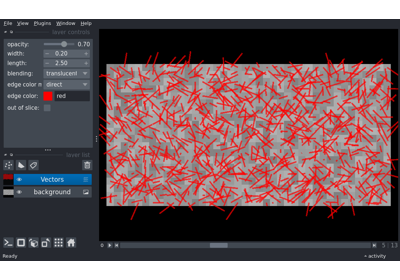 File View Plugins Window Help
layer controls
opacity: 0.70
width: 0.20
length: 2.50
blending: translucent
edge color m direct
edge color: red
out of slice:
layer list
Vectors
background
0 5 13
Ready activity